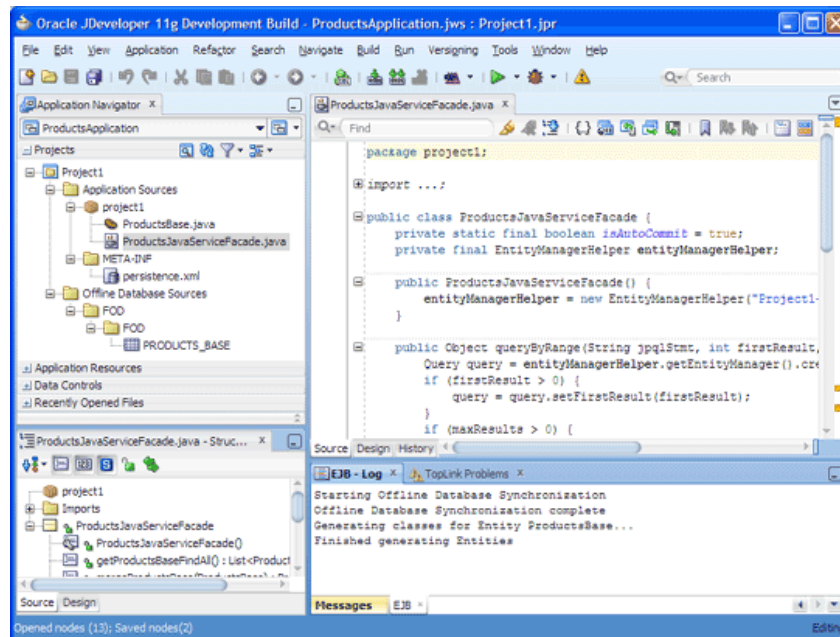 Oracle JDeveloper 11g Development Build - ProductsApplication.jws : Project1.jpr
File Edit View Application Refactor Search Navigate Build Run Versioning Tools Window Help
Search
Application Navigator x
ProductsApplication
Projects
Project1
Application Sources
project1
ProductsBase.java
ProductsJavaServiceFacade.java
META-INF
persistence.xml
Offline Database Sources
FOD
FOD
PRODUCTS_BASE
Application Resources
Data Controls
Recently Opened Files
ProductsJavaServiceFacade.java - Struc... x
project1
Imports
ProductsJavaServiceFacade
ProductsJavaServiceFacade()
getProductsBaseFindAll() : List<Product
Source Design
ProductsJavaServiceFacade.java x
Find
package project1;
import ...;
public class ProductsJavaServiceFacade {
private static final boolean isAutoCommit = true;
private final EntityManagerHelper entityManagerHelper;
public ProductsJavaServiceFacade() {
entityManagerHelper = new EntityManagerHelper("Project1-
}
public Object queryByRange(String jpqlStmt, int firstResult,
Query query = entityManagerHelper.getEntityManager().cre
if (firstResult > 0) {
query = query.setFirstResult(firstResult);
}
if (maxResults > 0) {
Source Design History
EJB - Log x TopLink Problems x
Starting Offline Database Synchronization
Offline Database Synchronization complete
Generating classes for Entity ProductsBase...
Finished generating Entities
Messages EJB x
Opened nodes (13); Saved nodes(2) Editin